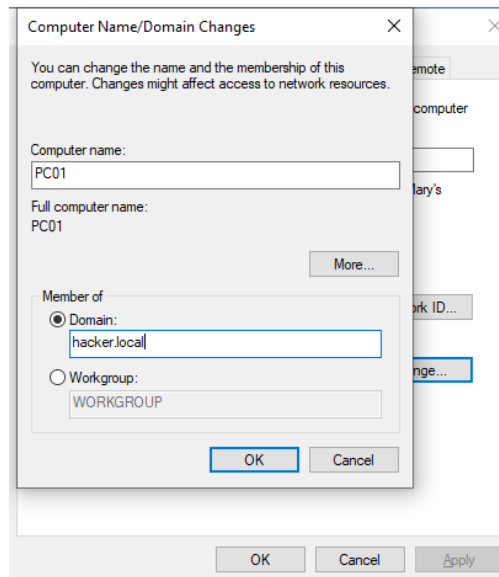 Computer Name/Domain Changes
You can change the name and the membership of this
computer. Changes might affect access to network resources.
Computer name:
PC01
Full computer name:
PC01
More...
Member of
Domain:
hacker.local
Workgroup:
WORKGROUP
OK
Cancel
emote
computer
Mary's
ork ID...
nge...
OK
Cancel
Apply